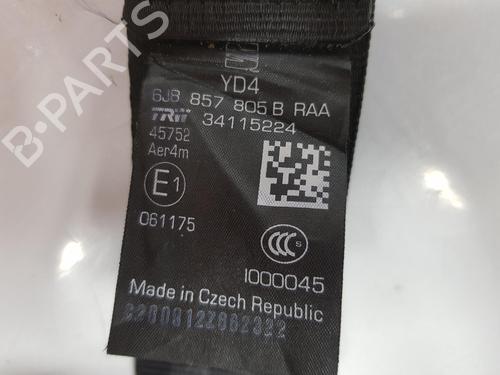 B-PARTS
YD4
6J8 857 805 B RAA
TRW 34115224
45752
Aer4m
E1
061175
CCC
I000045
Made in Czech Republic